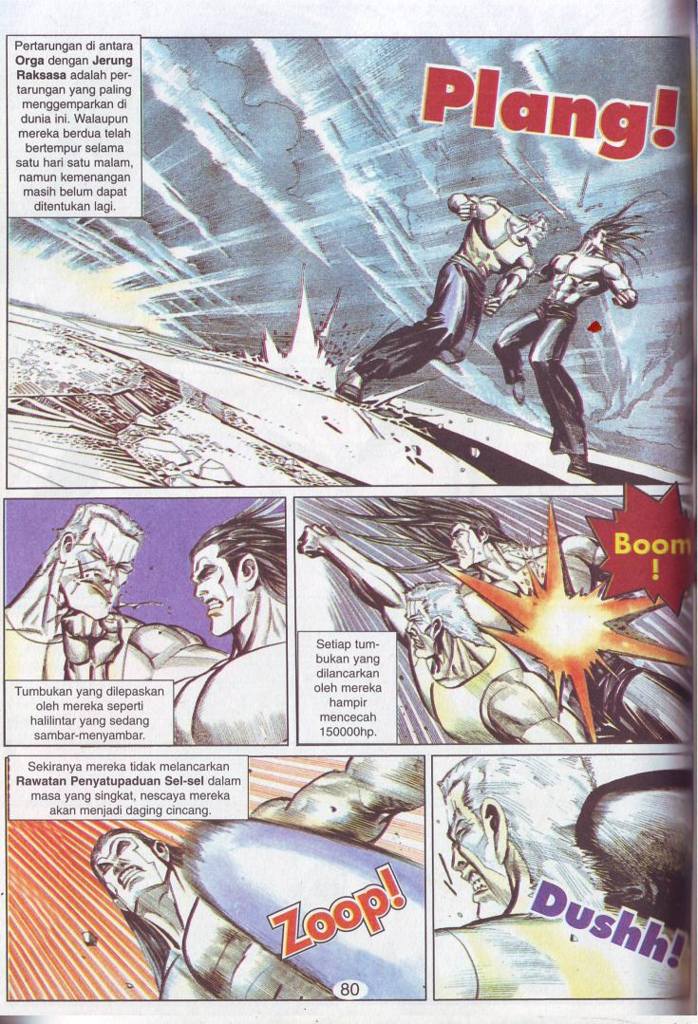 Pertarungan di antara
Orga dengan Jerung
Raksasa adalah per-
tarungan yang paling
menggemparkan di
dunia ini. Walaupun
mereka berdua telah
bertempur selama
satu hari satu malam,
namun kemenangan
masih belum dapat
ditentukan lagi.
Plang!
Tumbukan yang dilepaskan
oleh mereka seperti
halilintar yang sedang
sambar-menyambar.
Setiap tum-
bukan yang
dilakukan
oleh mereka
hampir
mencecah
150000hp.
Boom
!
Sekiranya mereka tidak melancarkan
Rawatan Penyatupaduan Sel-sel dalam
masa yang singkat, nescaya mereka
akan menjadi daging cincang.
Zoop!
Dushh!
80